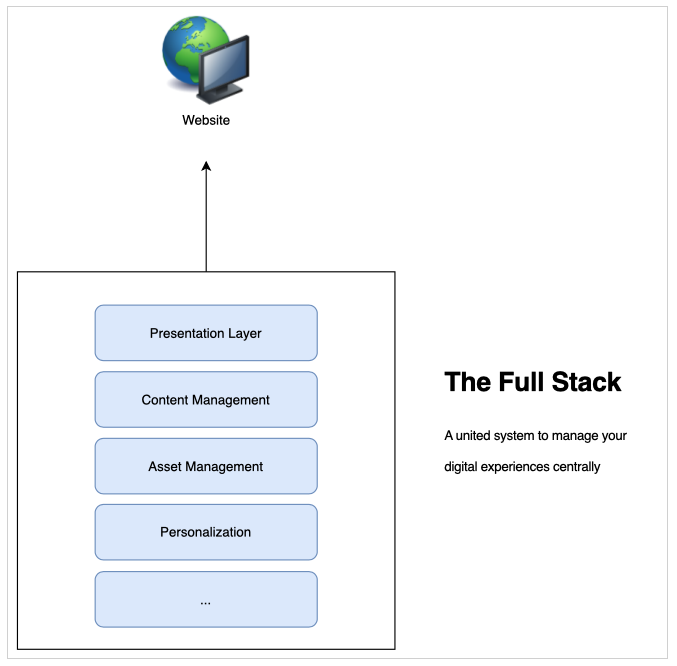 Website
Presentation Layer
Content Management
Asset Management
Personalization
...
The Full Stack
A united system to manage your
digital experiences centrally